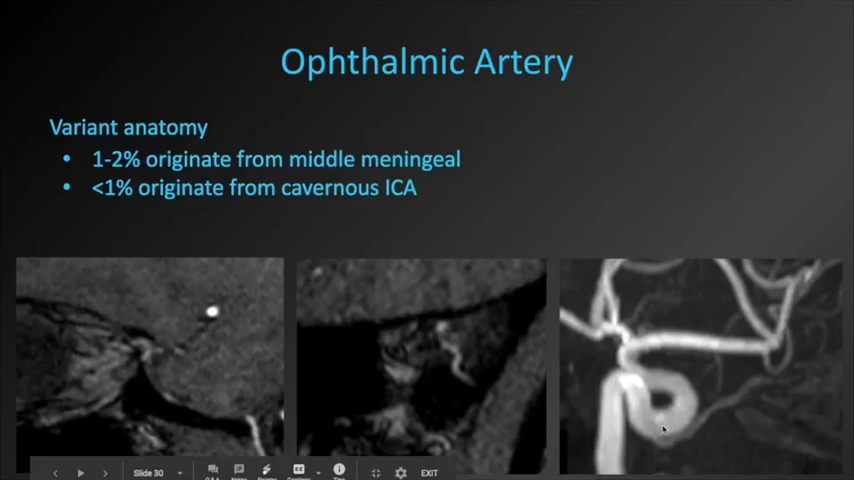 Ophthalmic Artery
Variant anatomy
• 1-2% originate from middle meningeal
• <1% originate from cavernous ICA
Slide 30
EXIT